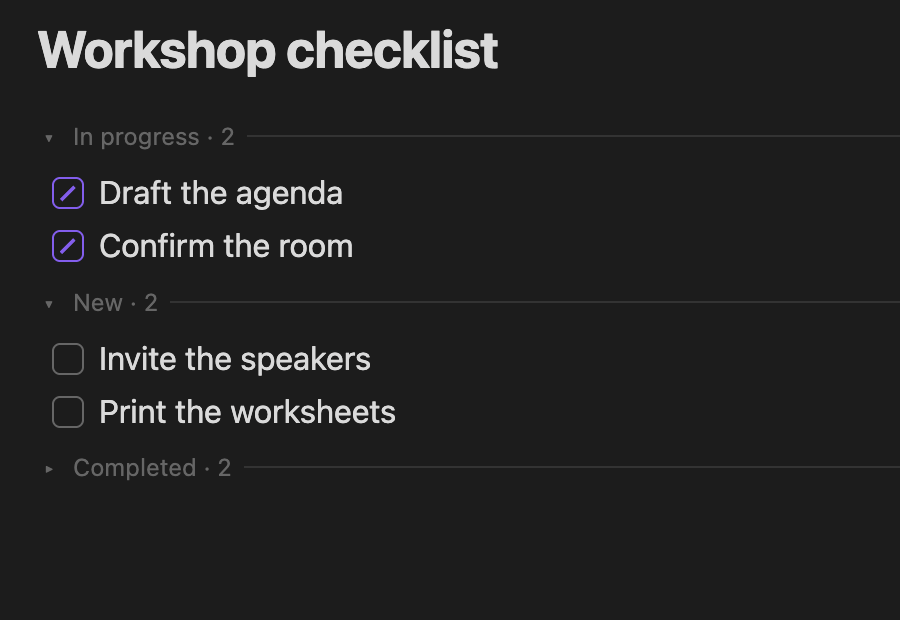 Workshop checklist
In progress · 2
Draft the agenda
Confirm the room
New · 2
Invite the speakers
Print the worksheets
Completed · 2